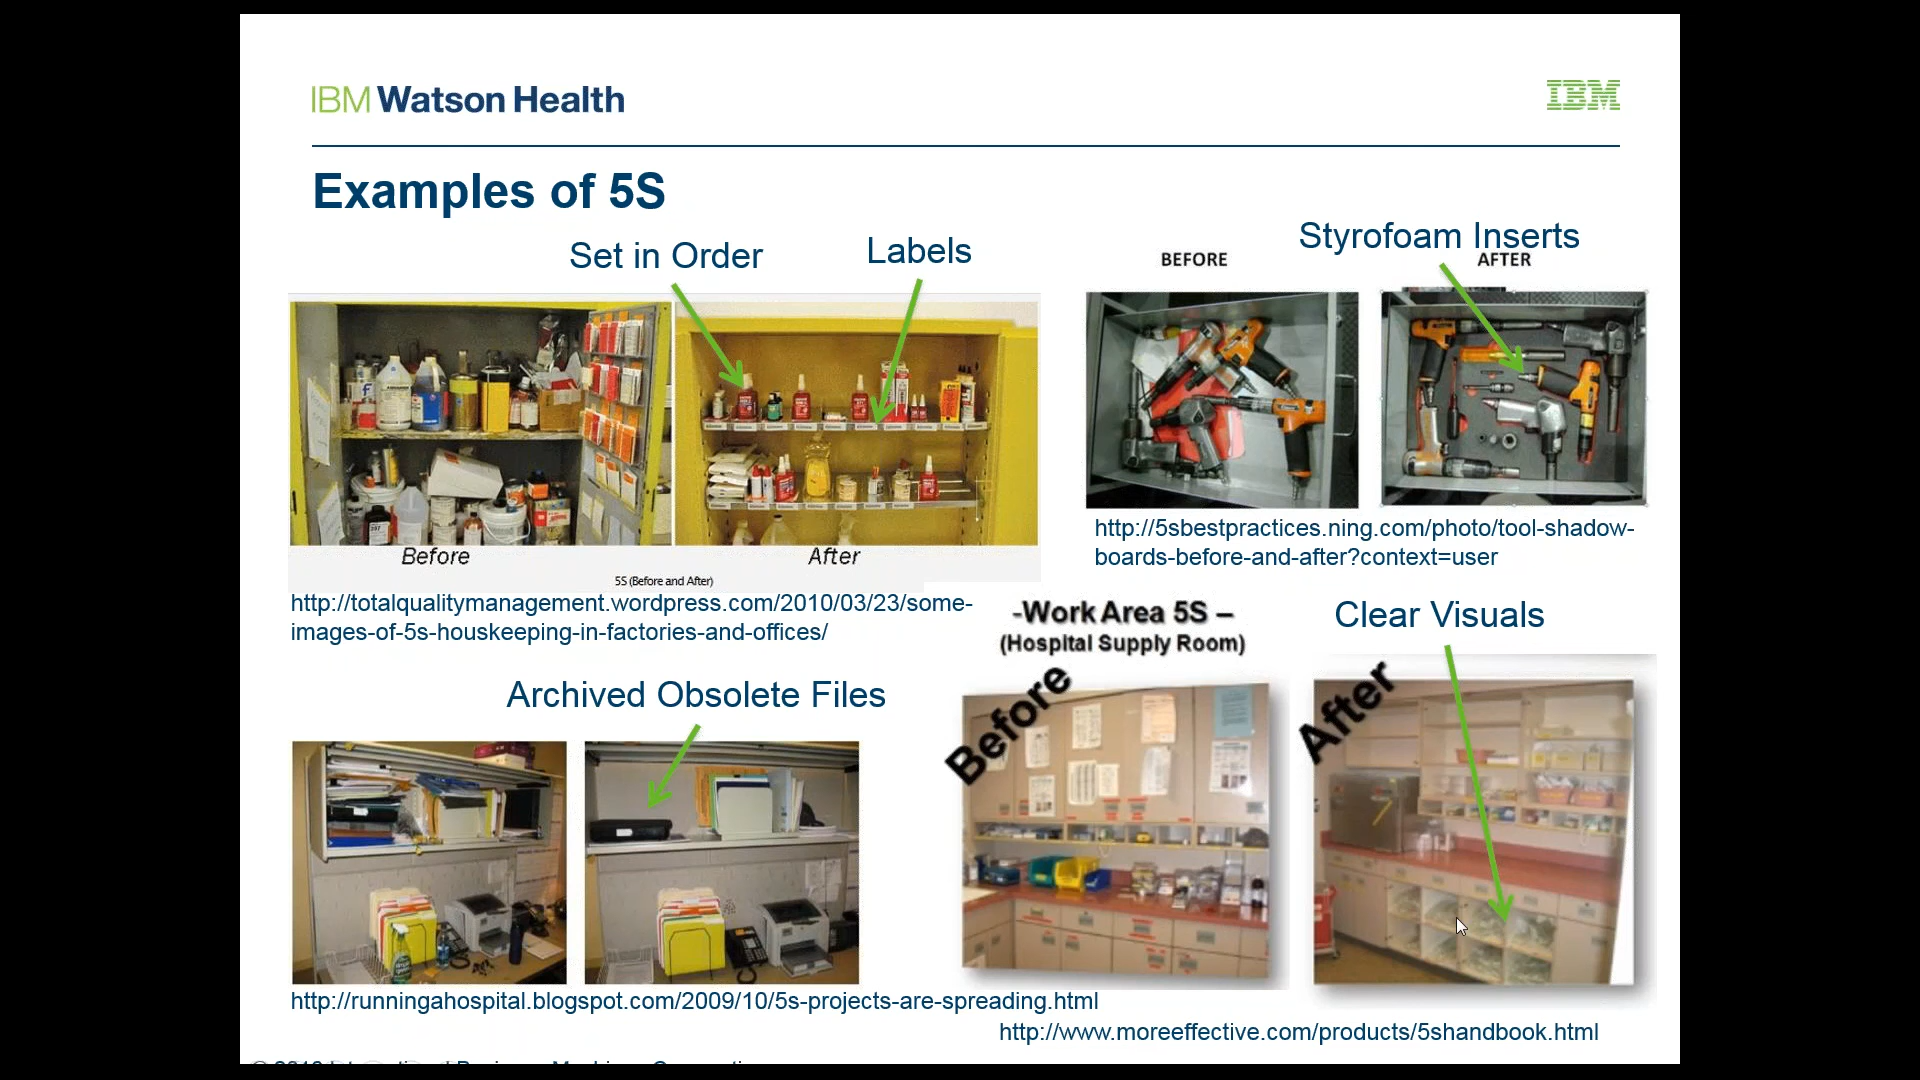 IBM Watson Health
IBM
Examples of 5S
Set in Order
Labels
Styrofoam Inserts
BEFORE
AFTER
Before
After
5S (Before and After)
http://totalqualitymanagement.wordpress.com/2010/03/23/some-
images-of-5s-houskeeping-in-factories-and-offices/
http://5sbestpractices.ning.com/photo/tool-shadow-
boards-before-and-after?context=user
Archived Obsolete Files
-Work Area 5S –
(Hospital Supply Room)
Clear Visuals
Before
After
http://runningahospital.blogspot.com/2009/10/5s-projects-are-spreading.html
http://www.moreeffective.com/products/5shandbook.html